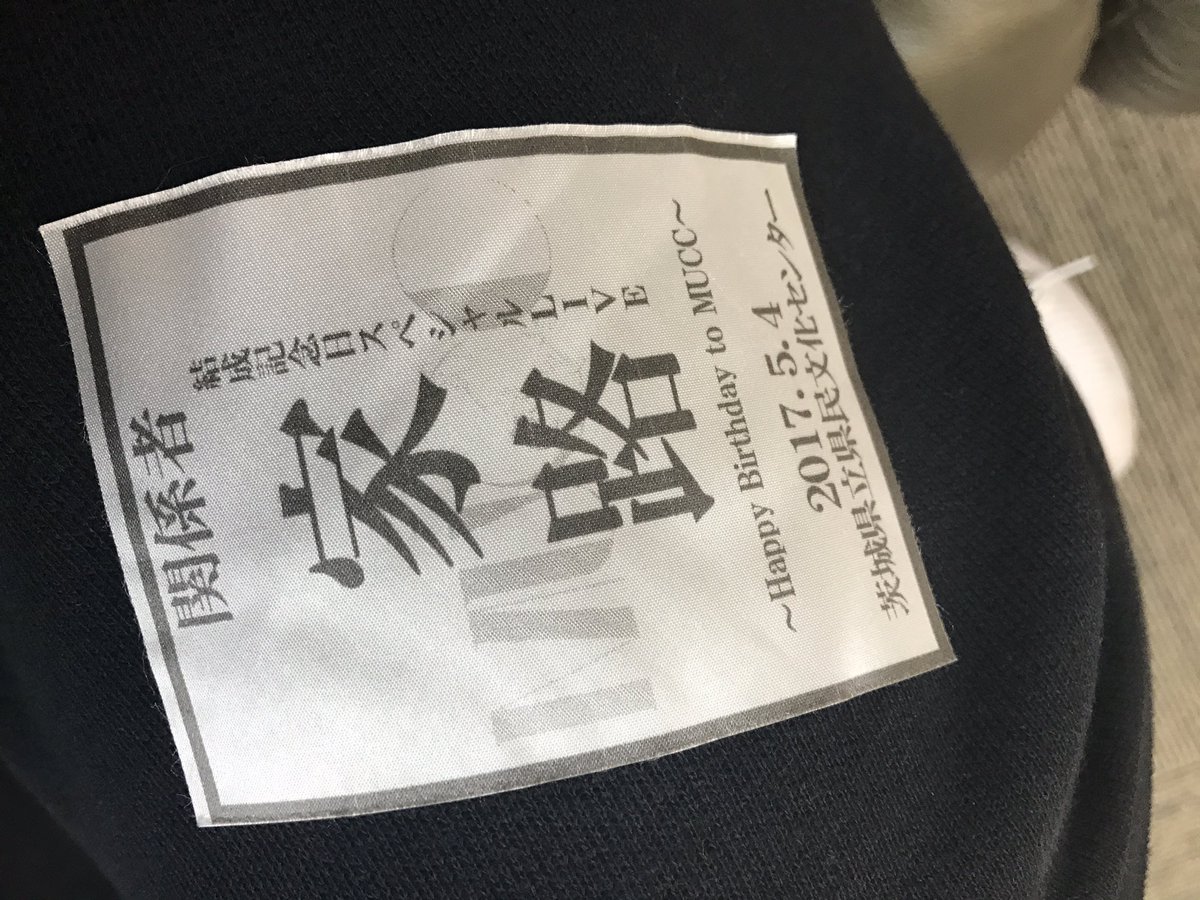 関係者
結成記念日スペシャルLIVE
家路
～Happy Birthday to MUCC～
2017. 5. 4
茨城県立県民文化センター